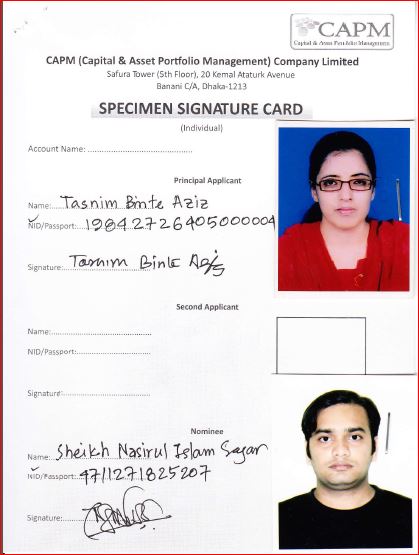 CAPM
Capital & Asset Portfolio Management
CAPM (Capital & Asset Portfolio Management) Company Limited
Safura Tower (5th Floor), 20 Kemal Ataturk Avenue
Banani C/A, Dhaka-1213
SPECIMEN SIGNATURE CARD
(Individual)
Account Name: ..........................................
Principal Applicant
Name: Tasnim Binte Aziz
NID/Passport: 19842726405000004
Signature: Tasnim Binte Aziz
Second Applicant
Name: ..........................................
NID/Passport: ..........................................
Signature: ..........................................
Nominee
Name: Sheikh Nasirul Islam Sagar
NID/Passport: 4711271825207
Signature: